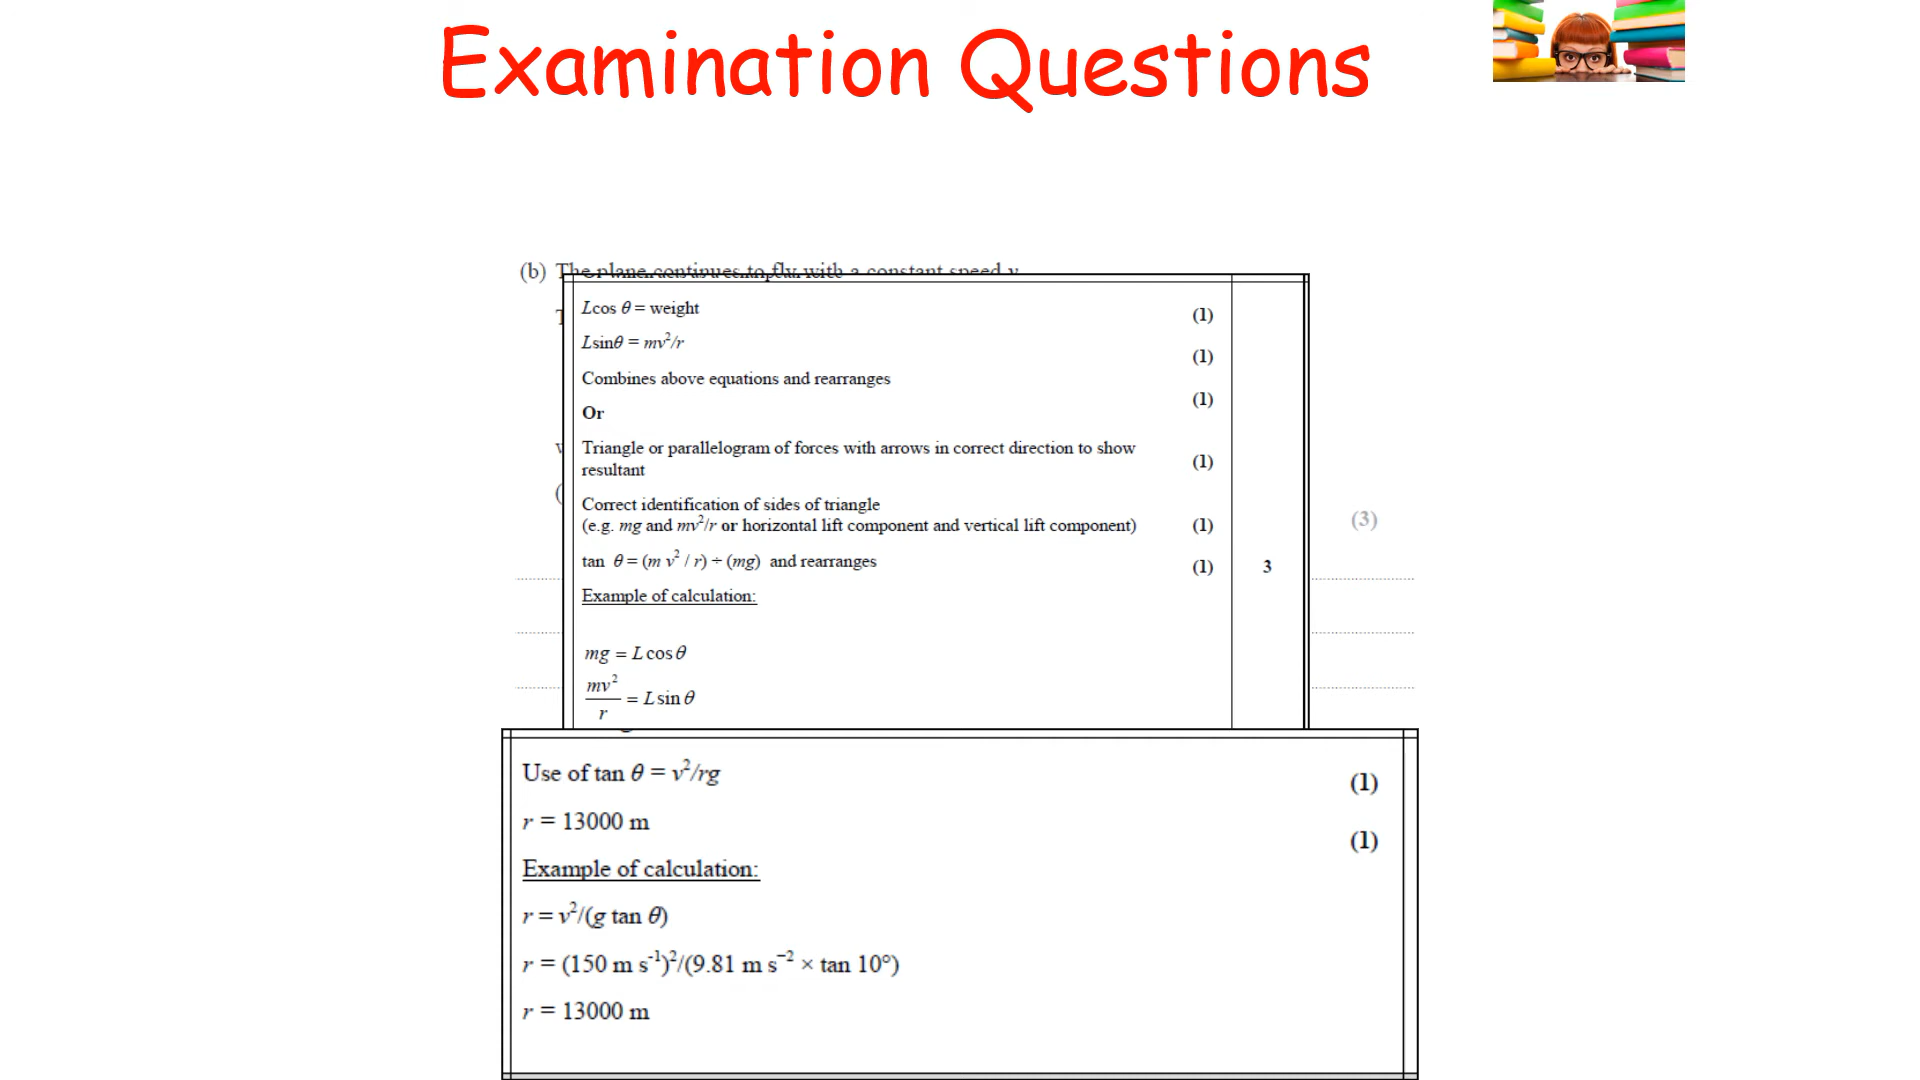 Examination Questions
(b) The plane continues to fly with a constant speed v
Lcos θ = weight (1)
Lsinθ = mv²/r (1)
Combines above equations and rearranges (1)
Or
Triangle or parallelogram of forces with arrows in correct direction to show
resultant (1)
Correct identification of sides of triangle
(e.g. mg and mv²/r or horizontal lift component and vertical lift component) (1)
(3)
tan θ = (m v² / r) ÷ (mg) and rearranges (1) 3
Example of calculation:
mg = L cos θ
mv²/r = L sin θ
Use of tan θ = v²/rg (1)
r = 13000 m (1)
Example of calculation:
r = v²/(g tan θ)
r = (150 m s⁻¹)²/(9.81 m s⁻² × tan 10°)
r = 13000 m